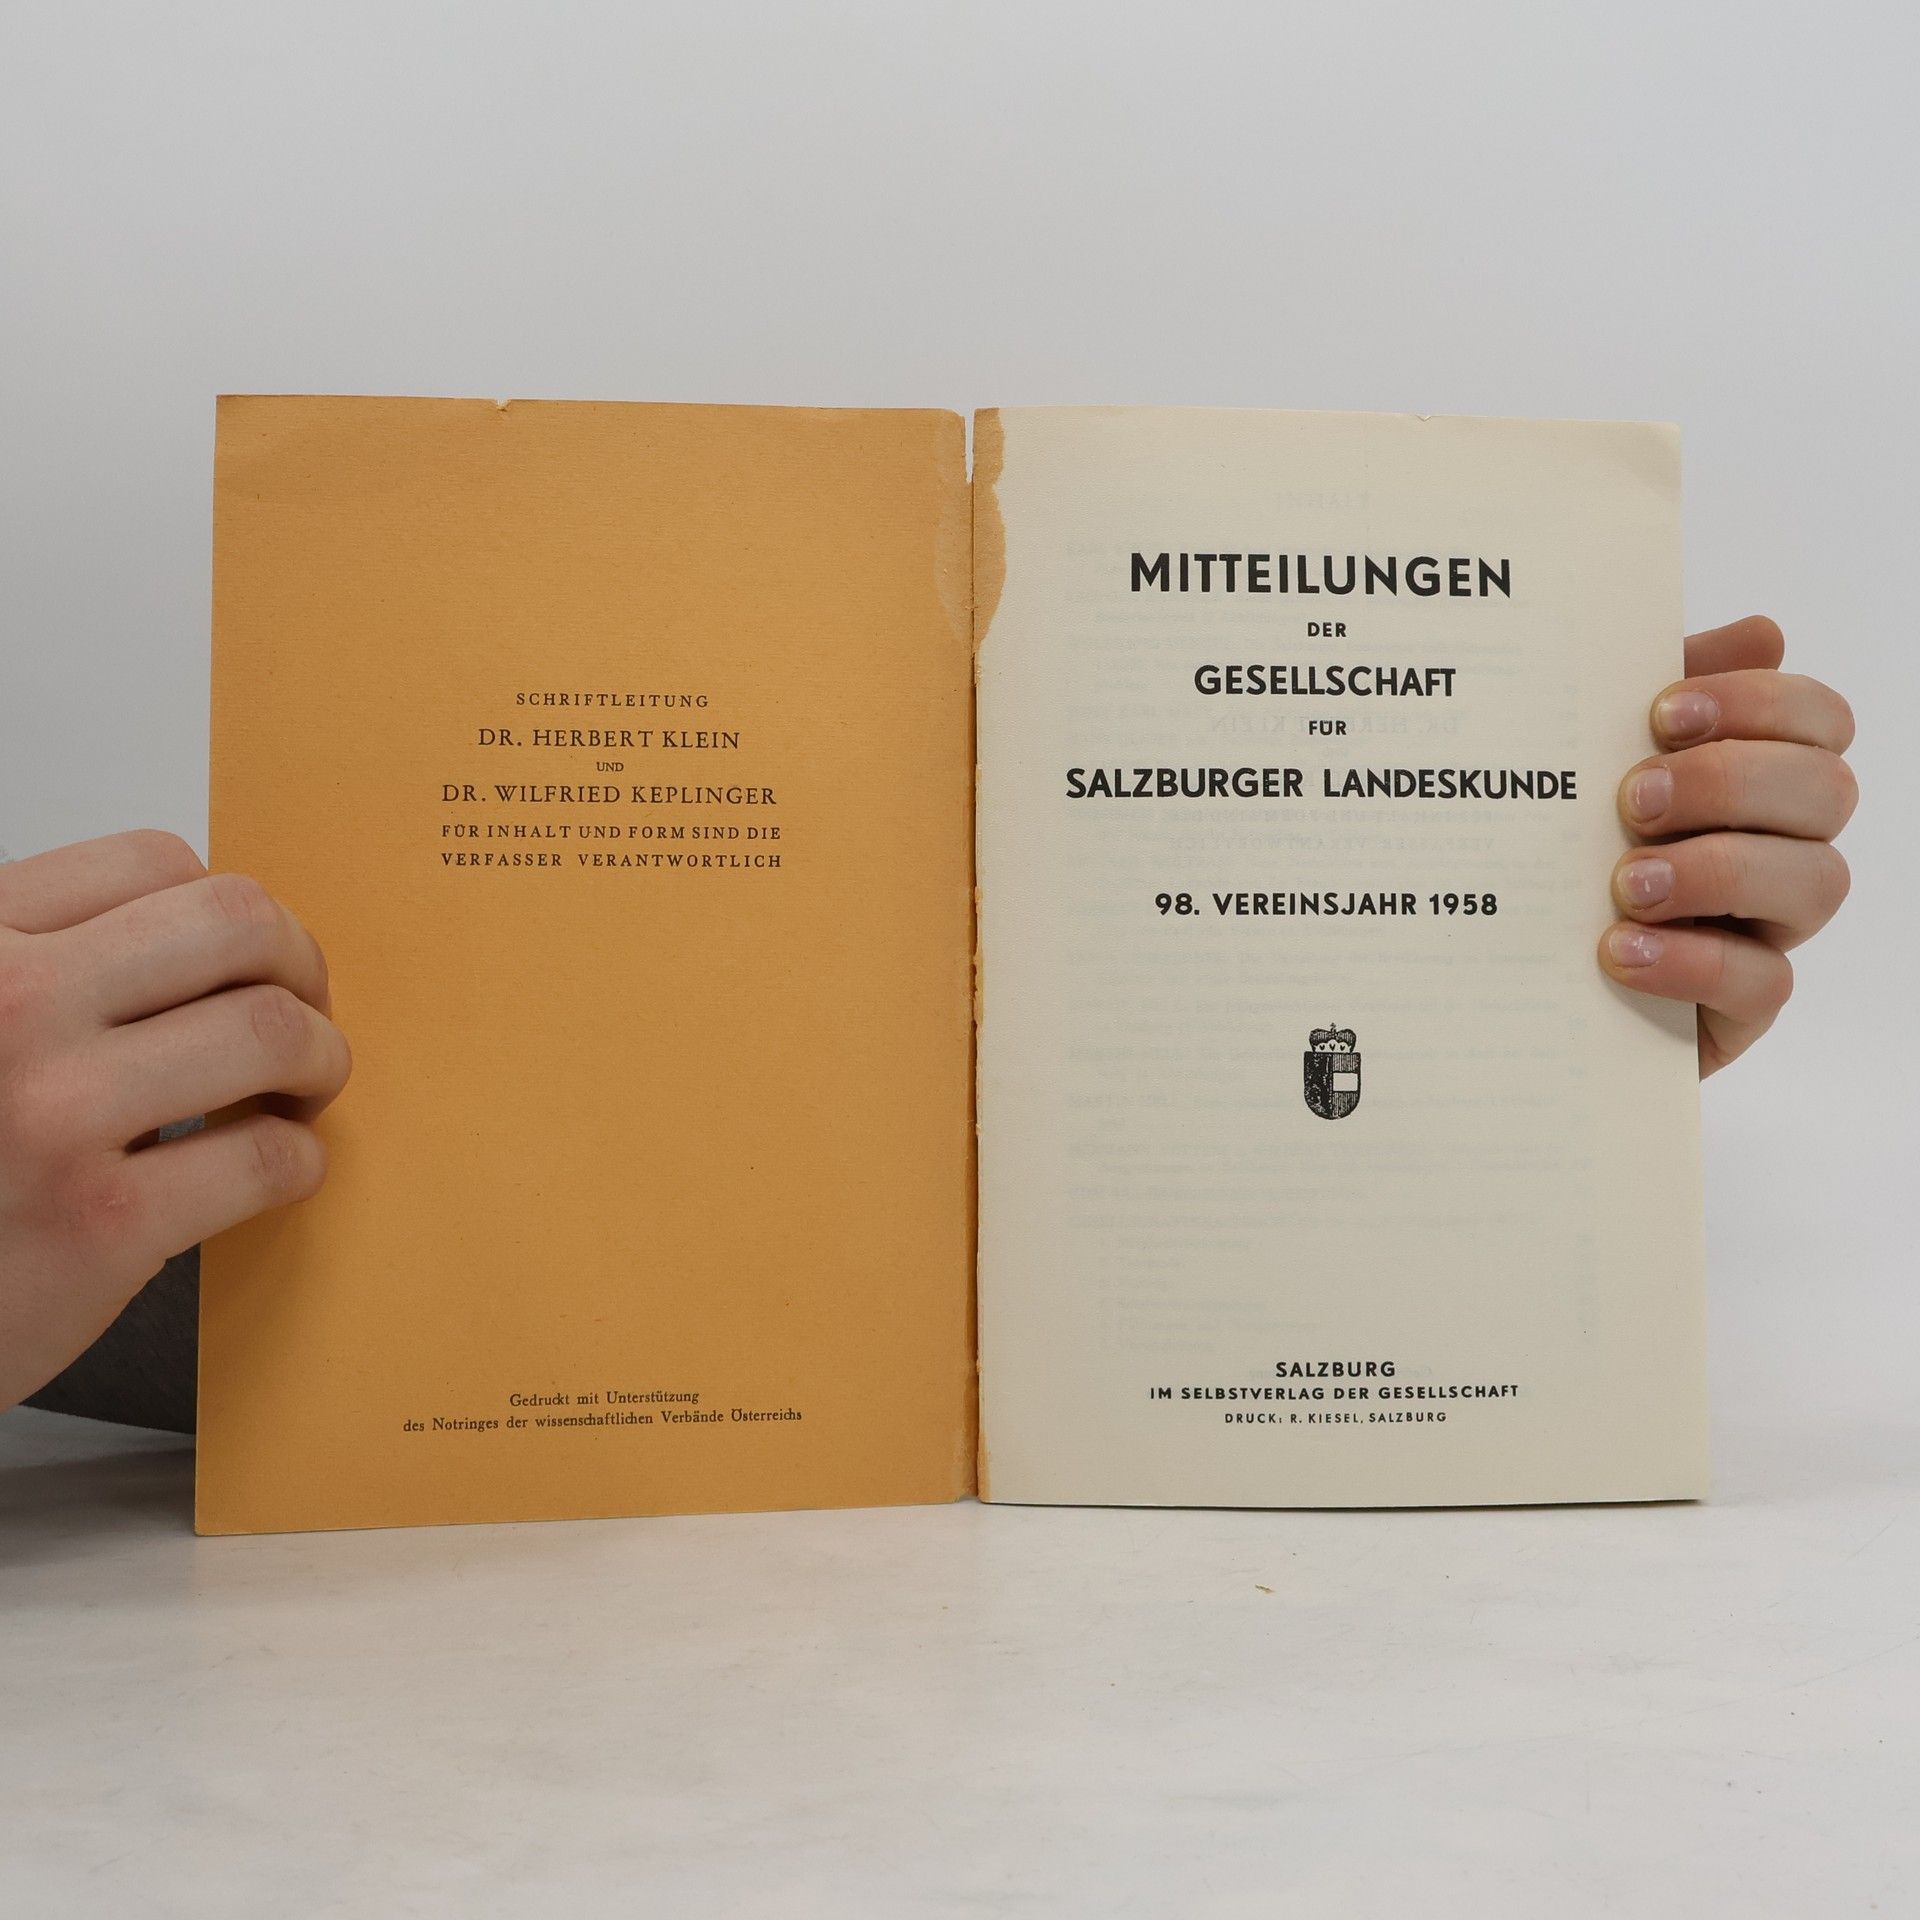 SCHRIFTLEITUNG
DR. HERBERT KLEIN
UND
DR. WILFRIED KEPLINGER
FÜR INHALT UND FORM SIND DIE
VERFASSER VERANTWORTLICH
Gedruckt mit Unterstützung
des Notringes der wissenschaftlichen Verbände Österreichs
MITTEILUNGEN
DER
GESELLSCHAFT
FÜR
SALZBURGER LANDESKUNDE
98. VEREINSJAHR 1958
SALZBURG
IM SELBSTVERLAG DER GESELLSCHAFT
DRUCK: R. KIESEL, SALZBURG